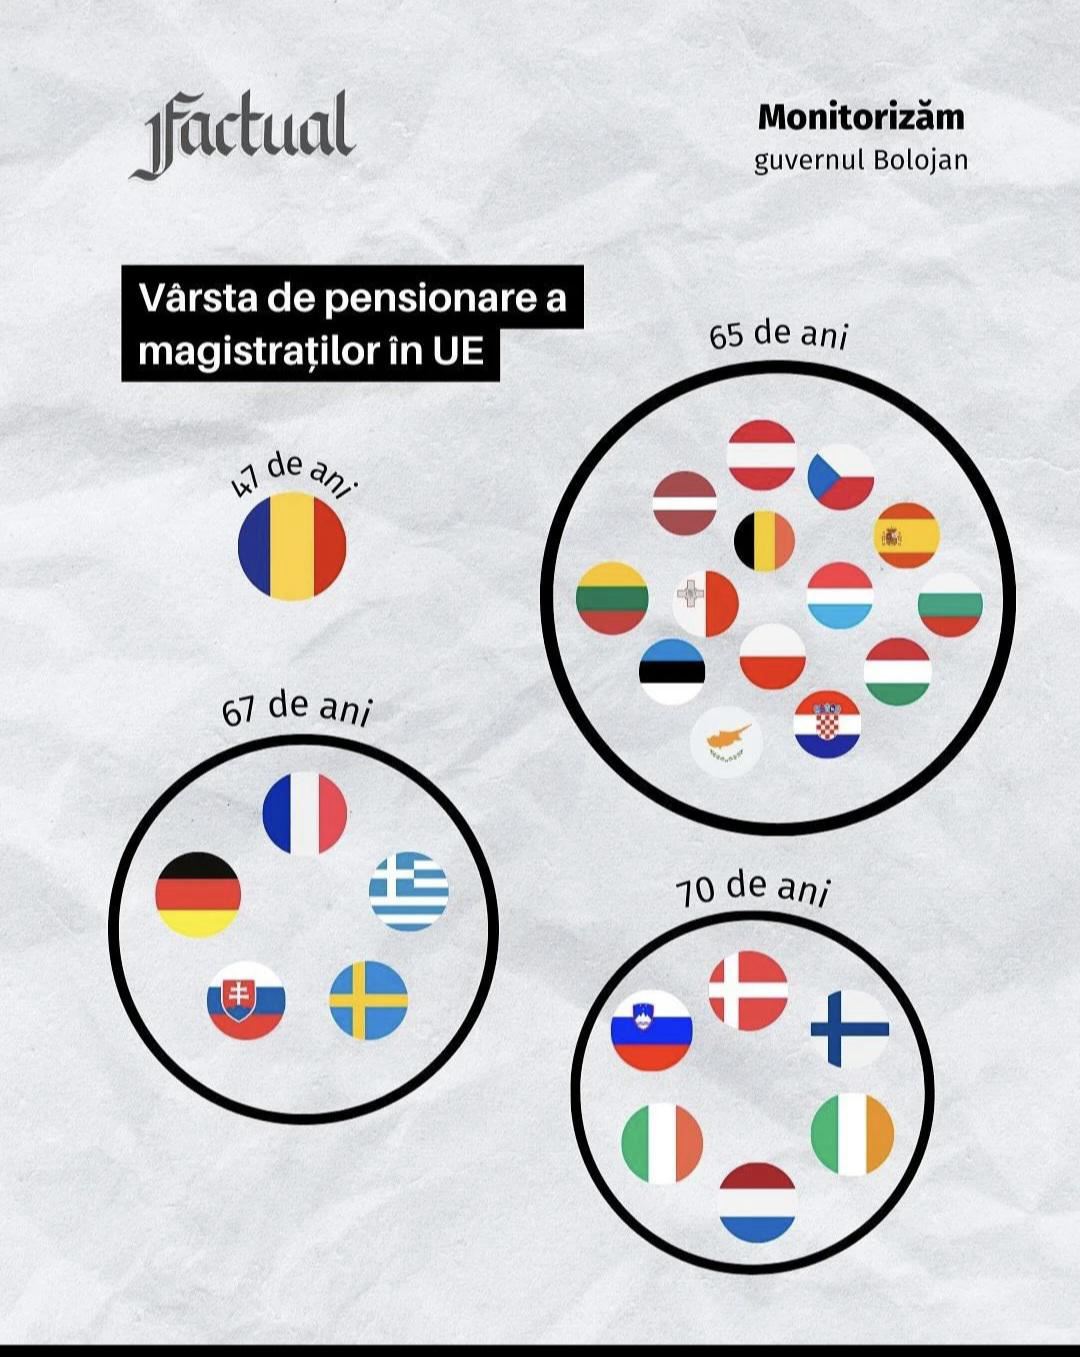 Factual
Monitorizăm
guvernul Bolojan
Vârsta de pensionare a
magistraților în UE
65 de ani
47 de ani
67 de ani
70 de ani